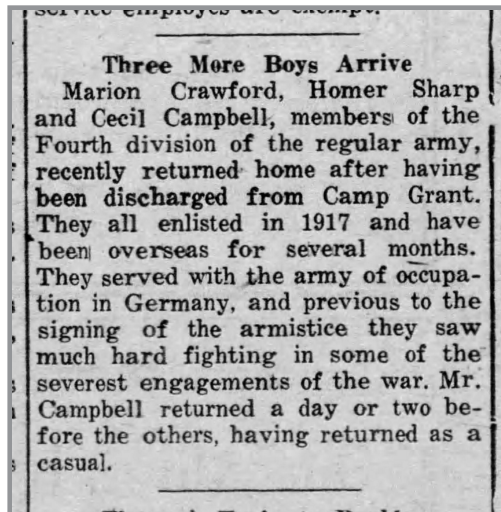 service employes are exempt.
Three More Boys Arrive
Marion Crawford, Homer Sharp
and Cecil Campbell, members of the
Fourth division of the regular army,
recently returned home after having
been discharged from Camp Grant.
They all enlisted in 1917 and have
been overseas for several months.
They served with the army of occupa-
tion in Germany, and previous to the
signing of the armistice they saw
much hard fighting in some of the
severest engagements of the war. Mr.
Campbell returned a day or two be-
fore the others, having returned as a
casual.